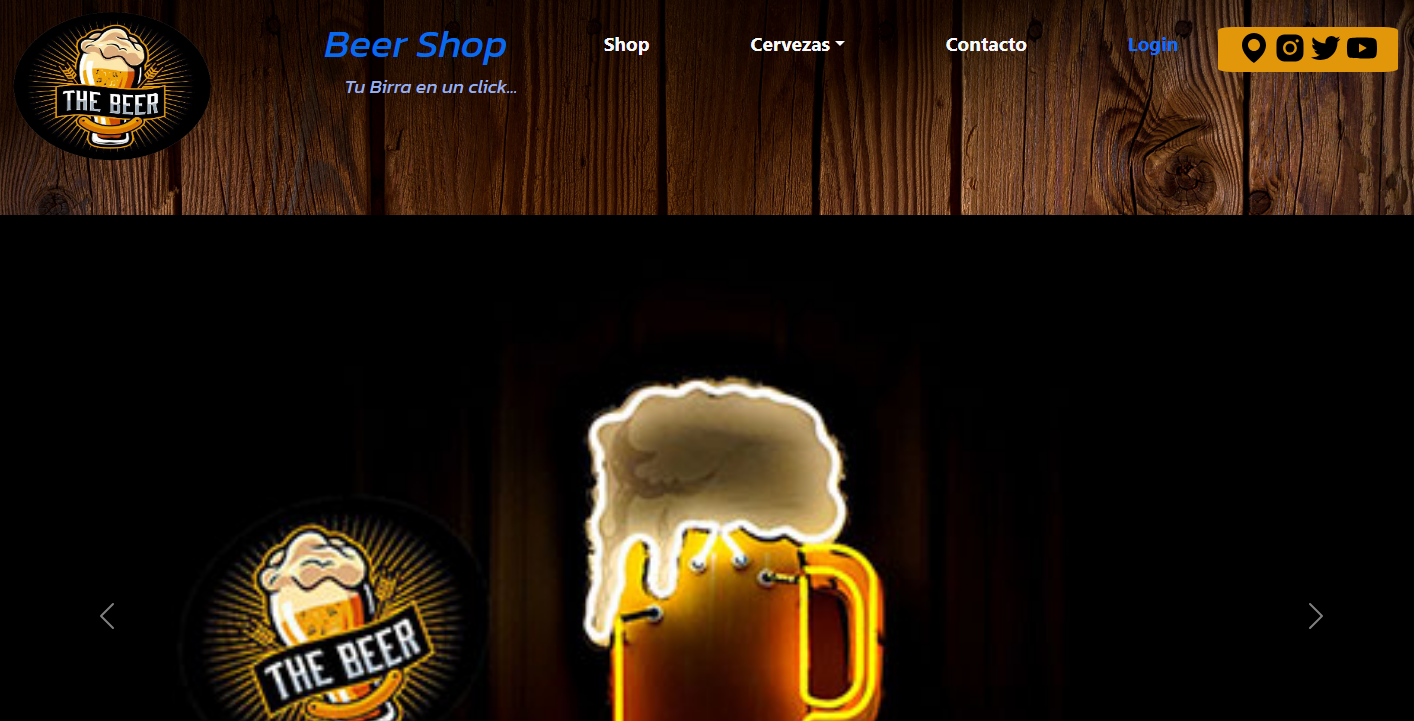 THE BEER
Beer Shop
Tu Birra en un click...
Shop
Cervezas
Contacto
Login
THE BEER